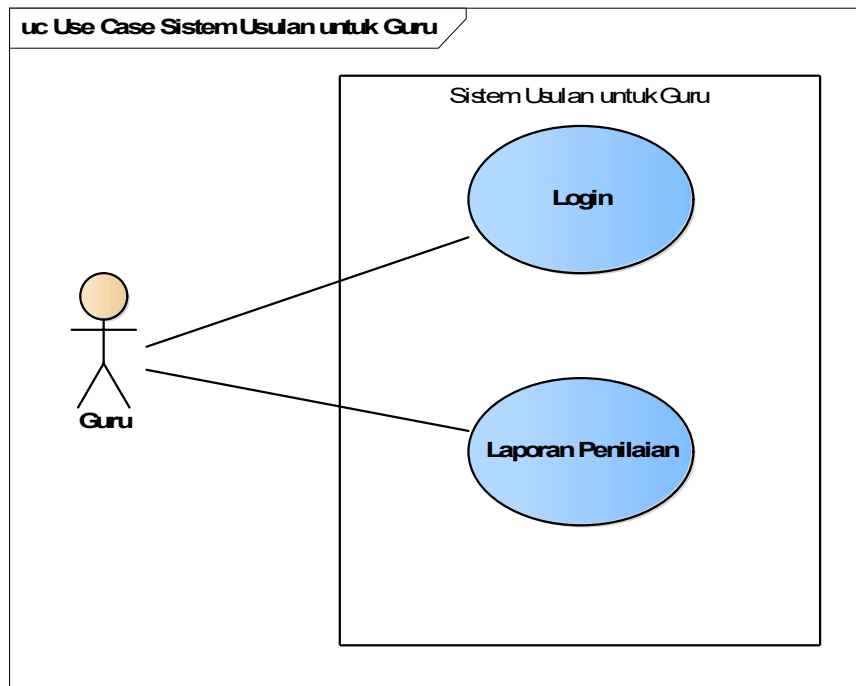 uc Use Case Sistem Usulan untuk Guru
Sistem Usulan untuk Guru
Login
Guru
Laporan Penilaian